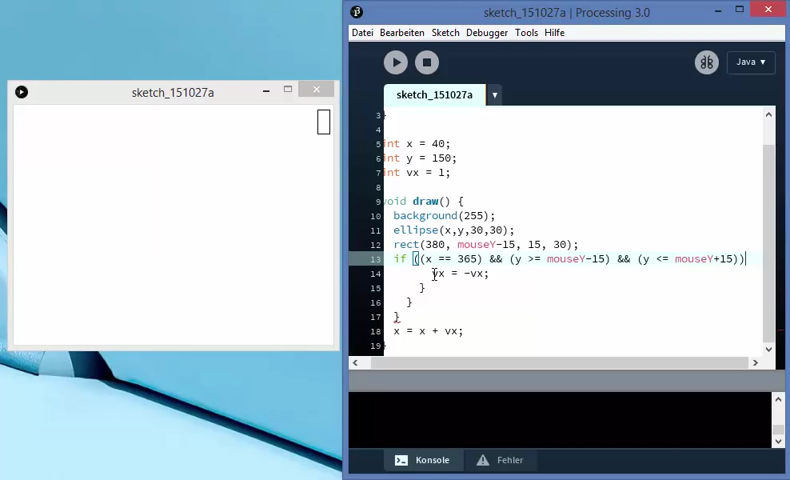 sketch_151027a | Processing 3.0
Datei Bearbeiten Sketch Debugger Tools Hilfe
Java ▾
sketch_151027a
sketch_151027a
3 }
4
5 int x = 40;
6 int y = 150;
7 int vx = 1;
8
9 void draw() {
10 background(255);
11 ellipse(x,y,30,30);
12 rect(380, mouseY-15, 15, 30);
13 if ((x == 365) && (y >= mouseY-15) && (y <= mouseY+15))
14 vx = -vx;
15 }
16 }
17 }
18 x = x + vx;
19 }
Konsole Fehler